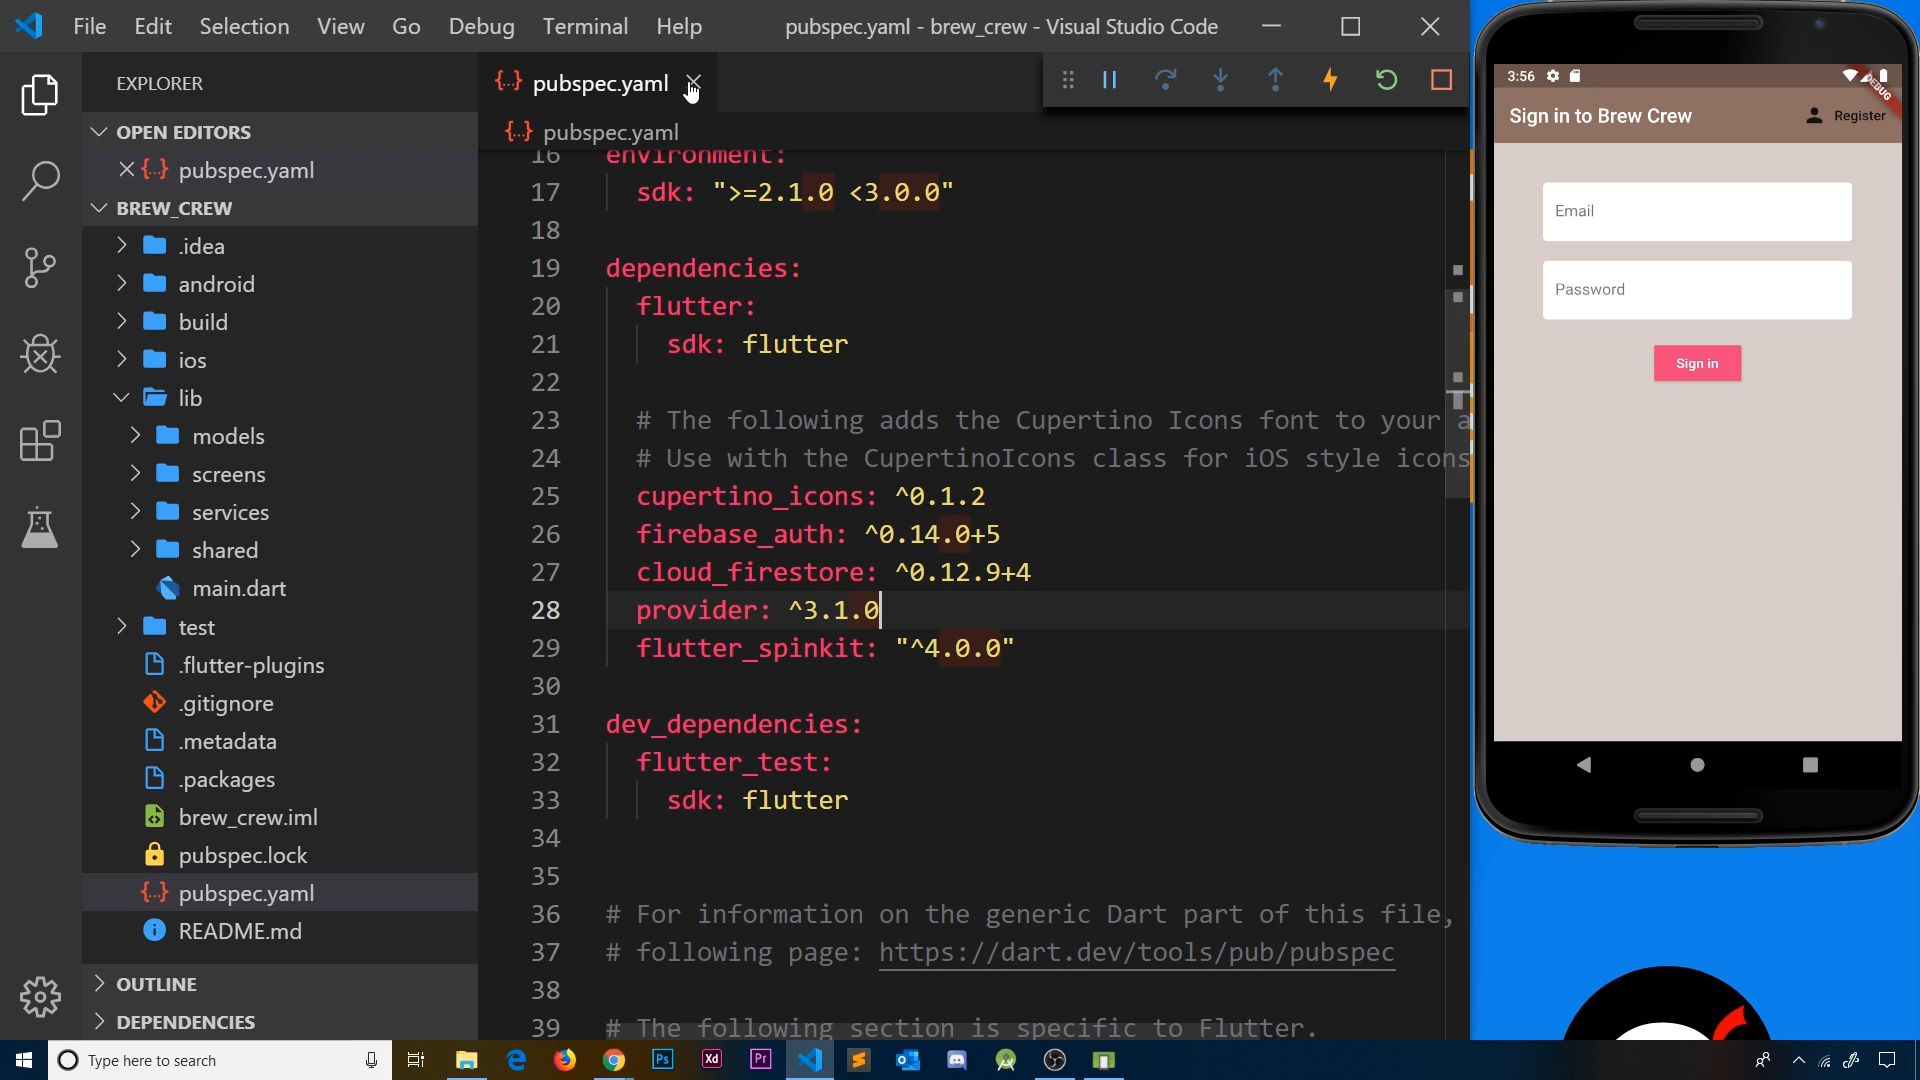 File Edit Selection View Go Debug Terminal Help
pubspec.yaml - brew_crew - Visual Studio Code
EXPLORER
OPEN EDITORS
pubspec.yaml
BREW_CREW
.idea
android
build
ios
lib
models
screens
services
shared
main.dart
test
.flutter-plugins
.gitignore
.metadata
.packages
brew_crew.iml
pubspec.lock
pubspec.yaml
README.md
OUTLINE
DEPENDENCIES
{..} pubspec.yaml
{..} pubspec.yaml
16 environment:
17 sdk: ">=2.1.0 <3.0.0"
18
19 dependencies:
20 flutter:
21 sdk: flutter
22
23 # The following adds the Cupertino Icons font to your a
24 # Use with the CupertinoIcons class for iOS style icons
25 cupertino_icons: ^0.1.2
26 firebase_auth: ^0.14.0+5
27 cloud_firestore: ^0.12.9+4
28 provider: ^3.1.0
29 flutter_spinkit: "^4.0.0"
30
31 dev_dependencies:
32 flutter_test:
33 sdk: flutter
34
35
36 # For information on the generic Dart part of this file,
37 # following page: https://dart.dev/tools/pub/pubspec
38
39 # The following section is specific to Flutter.
3:56
DEBUG
Sign in to Brew Crew
Register
Email
Password
Sign in
Type here to search
Ps
Xd
Pr